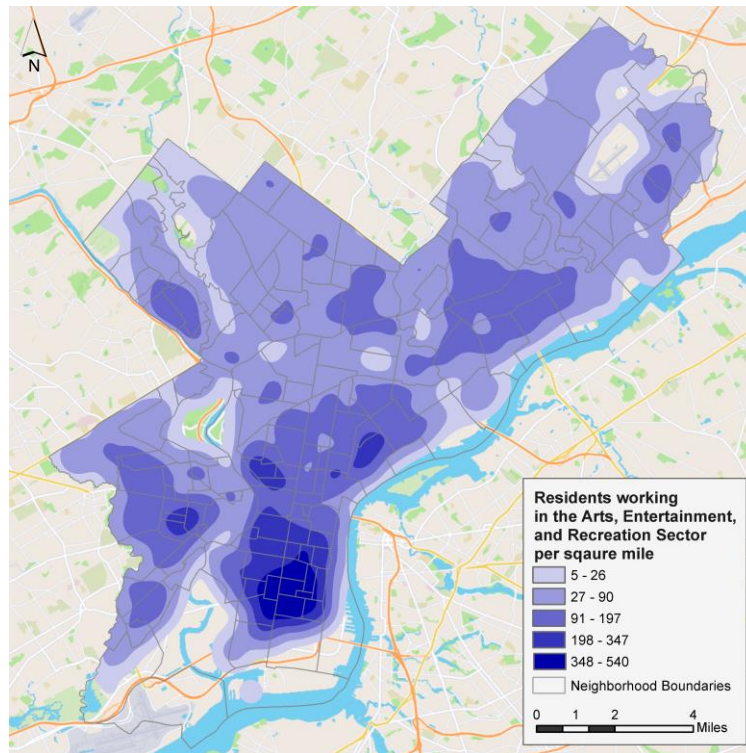 N
Residents working
in the Arts, Entertainment,
and Recreation Sector
per sqaure mile
5 - 26
27 - 90
91 - 197
198 - 347
348 - 540
Neighborhood Boundaries
0 1 2 4
Miles